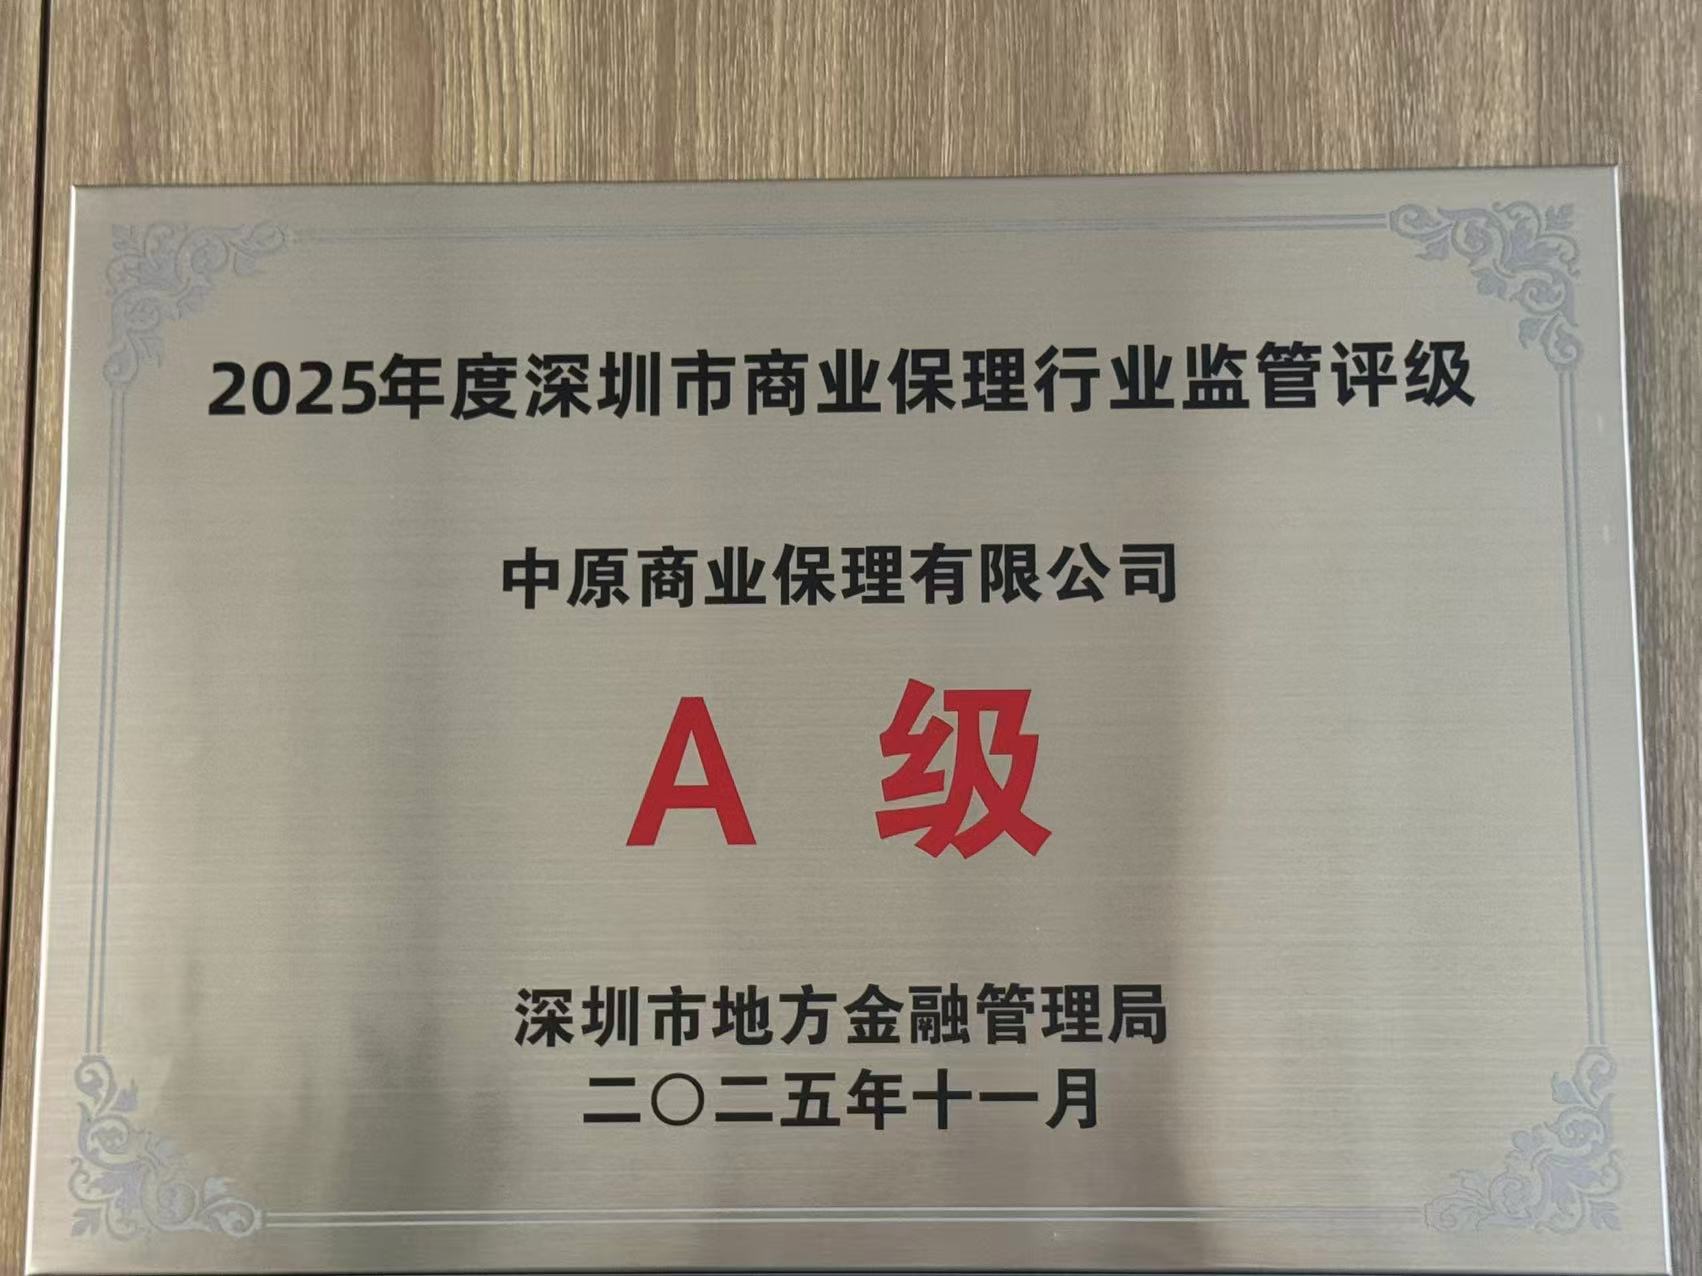 2025年度深圳市商业保理行业监管评级
中原商业保理有限公司
A 级
深圳市地方金融管理局
二〇二五年十一月